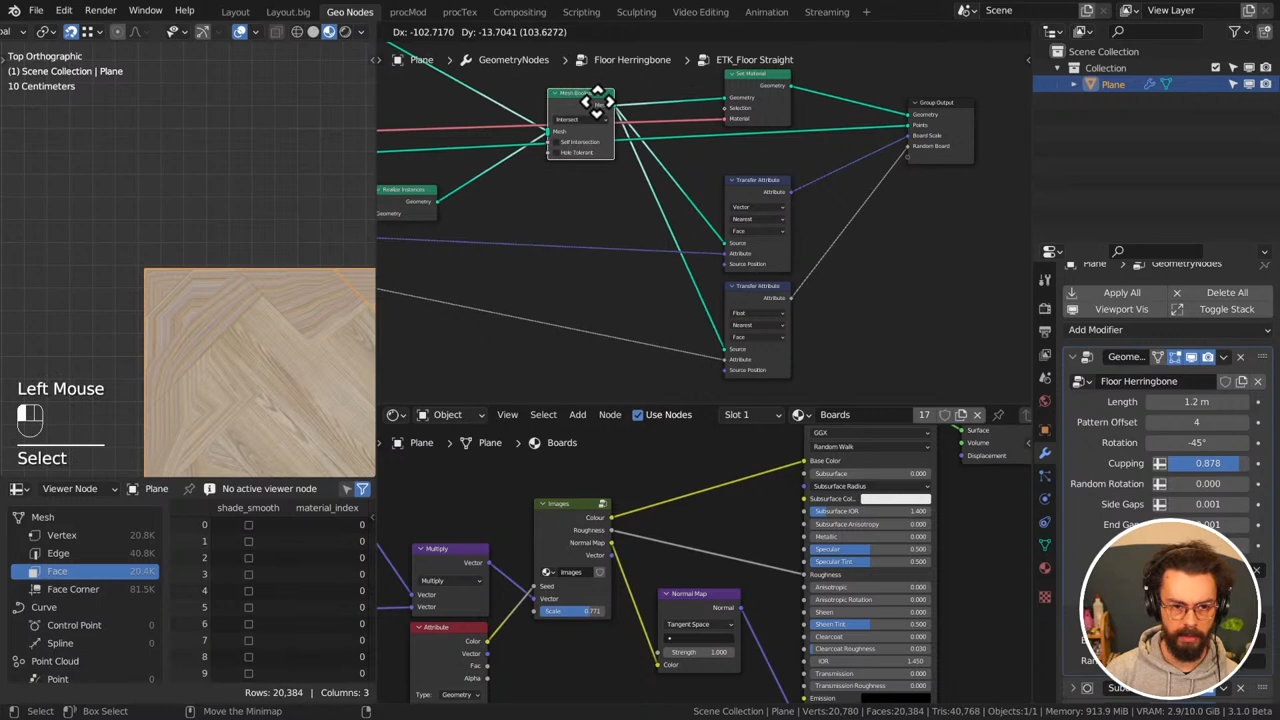 File Edit Render Window Help Layout Layout.big Geo Nodes procMod procTex Compositing Scripting Sculpting Video Editing Animation Streaming Scene View Layer
Dx: -102.7170 Dy: -13.7041 (103.6272)
Top Orthographic
(1) Scene Collection | Plane
10 Centimeters
Plane GeometryNodes Floor Herringbone ETK_Floor Straight
Scene Collection
Collection
Plane
Intersect
Mesh
Self Intersection
Hole Tolerant
Realize Instances
Geometry
Geometry
Set Material
Geometry
Geometry
Selection
Material
Group Output
Geometry
Points
Board Scale
Random Board
Transfer Attribute
Attribute
Vector
Nearest
Face
Source
Attribute
Source Position
Transfer Attribute
Attribute
Float
Nearest
Face
Source
Attribute
Source Position
Left Mouse
Select
GeometryNodes
Apply All Delete All
Viewport Vis Toggle Stack
Add Modifier
Geome...
Floor Herringbone
Length 1.2 m
Pattern Offset 4
Rotation -45°
Cupping 0.878
Random Rotation 0.000
Side Gaps 0.001
End Gap
Object View Select Add Node Use Nodes Slot 1 Boards 17
Plane Plane Boards
Viewer Node Plane No active viewer node
shade_smooth material_index
Mesh
Vertex 20.8K
Edge 40.8K
Face 20.4K
Face Corner
Curve
Control Point 0
Spline 0
Point Cloud
Point 0
0 0
1 0
2 0
3 0
4 0
5 0
6 0
7 0
8 0
9 0
Rows: 20,384 | Columns: 3
Multiply
Vector
Multiply
Vector
Vector
Attribute
Color
Vector
Fac
Alpha
Type: Geometry
Images
Colour
Roughness
Normal Map
Vector
Images
Seed
Vector
Scale 0.771
Normal Map
Normal
Tangent Space
Strength 1.000
Color
GGX
Random Walk
Base Color
Subsurface 0.000
Subsurface Radius
Subsurface Col...
Subsurface IOR 1.400
Subsurface Anisotropy 0.000
Metallic 0.000
Specular 0.500
Specular Tint 0.500
Roughness
Anisotropic 0.000
Anisotropic Rotation 0.000
Sheen 0.000
Sheen Tint 0.500
Clearcoat 0.000
Clearcoat Roughness 0.030
IOR 1.450
Transmission 0.000
Transmission Roughness 0.000
Emission
Surface
Volume
Displacement
Select Box Select Move the Minimap Scene Collection | Plane | Verts:20,780 | Faces:20,384 | Tris:40,768 | Objects:1/1 | Memory: 913.9 MiB | VRAM: 2.9/10.0 GiB | 3.1.0 Beta